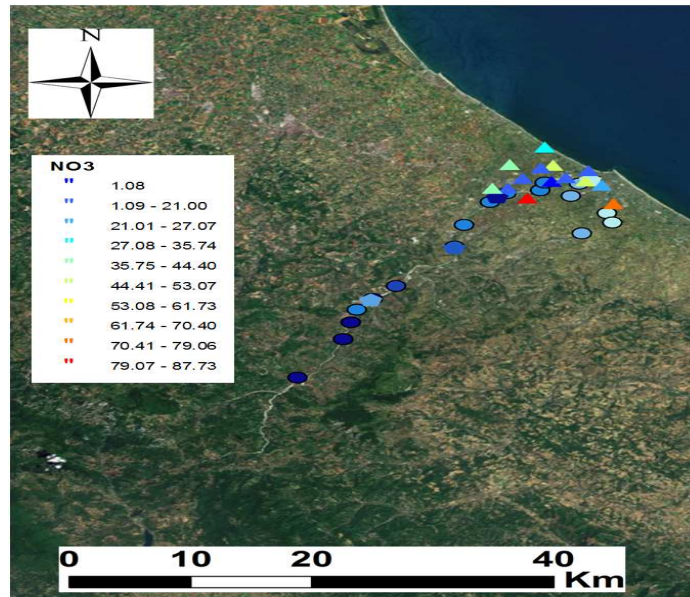 N
NO3
" 1.08
" 1.09 - 21.00
" 21.01 - 27.07
" 27.08 - 35.74
" 35.75 - 44.40
" 44.41 - 53.07
" 53.08 - 61.73
" 61.74 - 70.40
" 70.41 - 79.06
" 79.07 - 87.73
0 10 20 40
Km